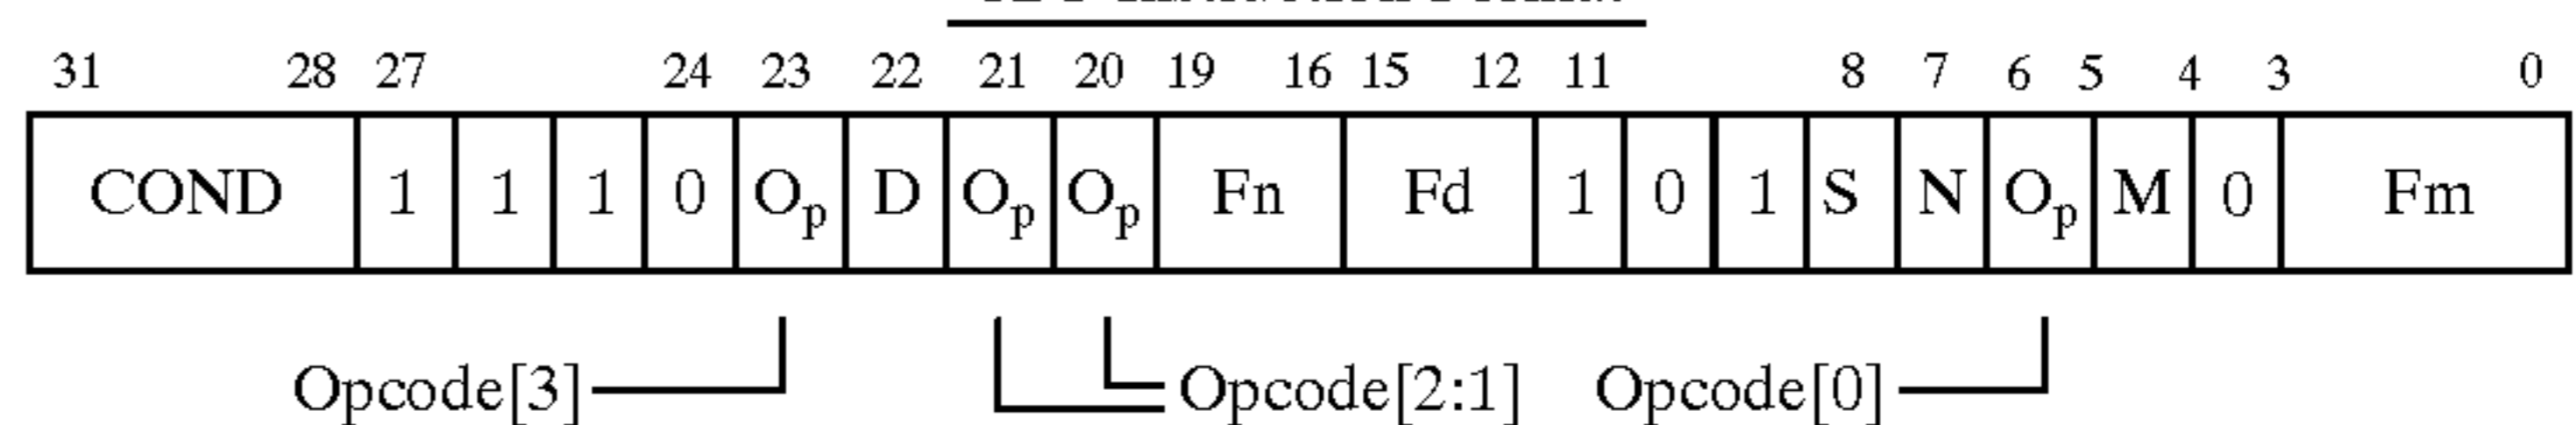 31 28 27 24 23 22 21 20 19 16 15 12 11 8 7 6 5 4 3 0
COND 1 1 1 0 Op D Op Op Fn Fd 1 0 1 S N Op M 0 Fm
Opcode[3] Opcode[2:1] Opcode[0]